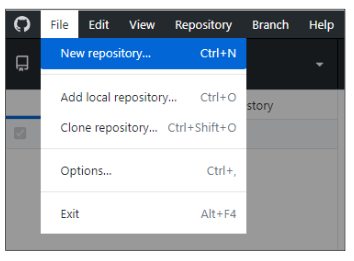 File Edit View Repository Branch Help
New repository... Ctrl+N
Add local repository... Ctrl+O
story
Clone repository... Ctrl+Shift+O
Options... Ctrl+,
Exit Alt+F4